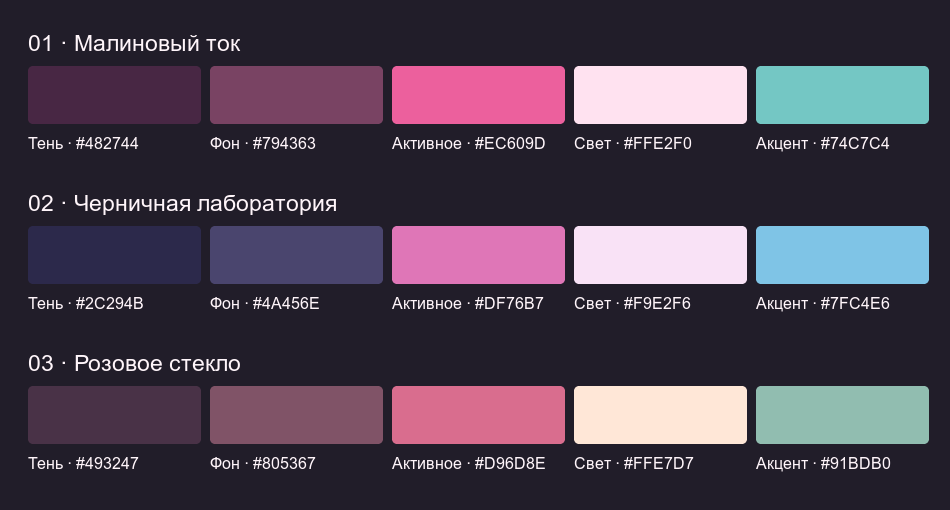 01 · Малиновый ток
Тень · #482744 Фон · #794363 Активное · #EC609D Свет · #FFE2F0 Акцент · #74C7C4
02 · Черничная лаборатория
Тень · #2C294B Фон · #4A456E Активное · #DF76B7 Свет · #F9E2F6 Акцент · #7FC4E6
03 · Розовое стекло
Тень · #493247 Фон · #805367 Активное · #D96D8E Свет · #FFE7D7 Акцент · #91BDB0